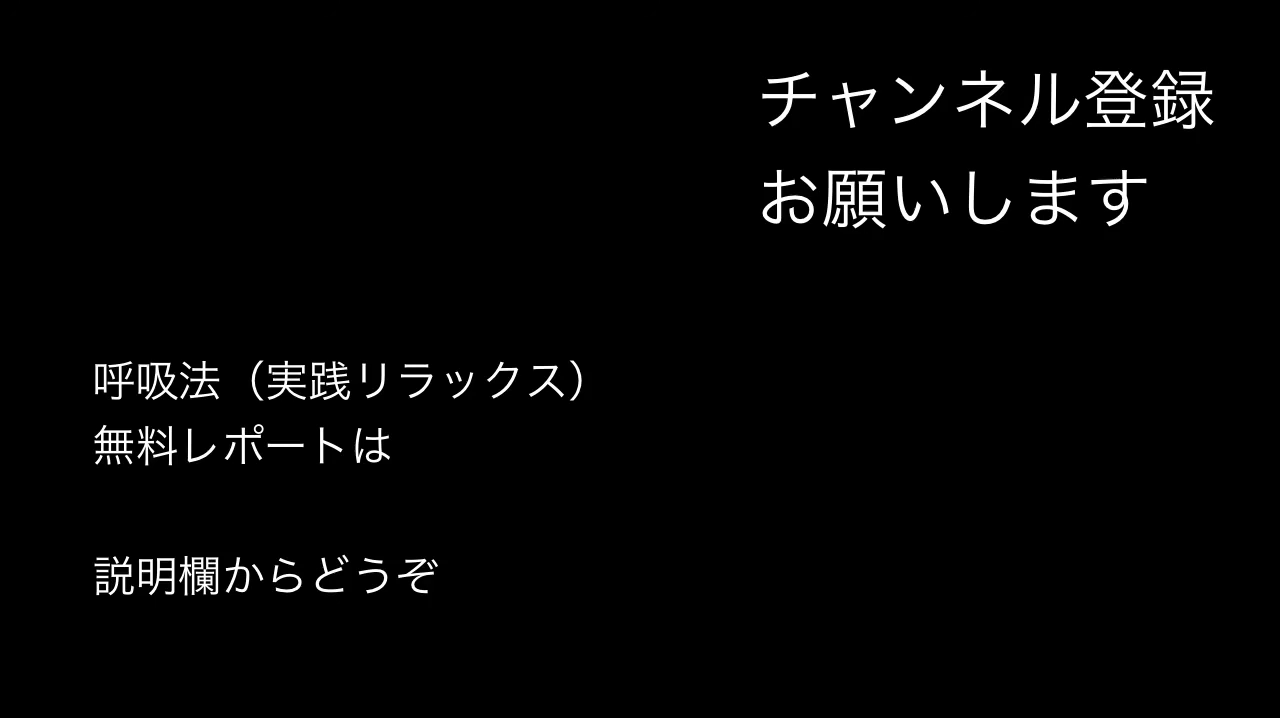 チャンネル登録
お願いします
呼吸法（実践リラックス）
無料レポートは
説明欄からどうぞ